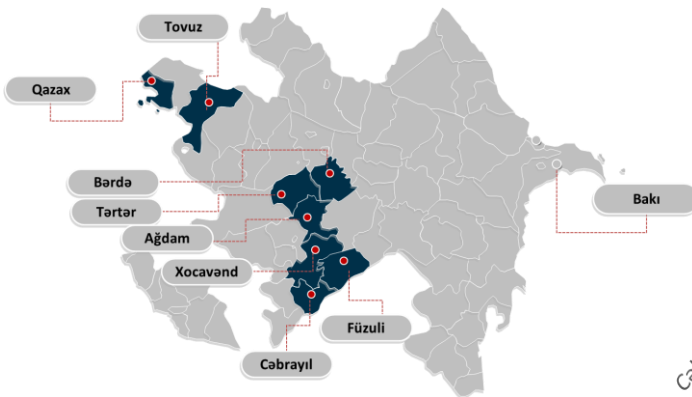 Tovuz
Qazax
Bərdə
Tərtər
Bakı
Ağdam
Xocavənd
Füzuli
Cəbrayıl